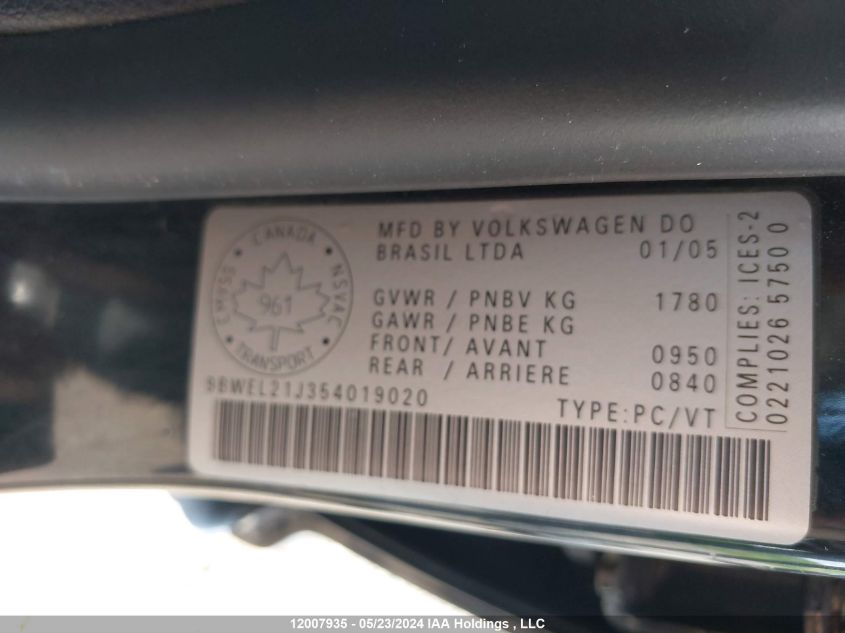 CANADA
CMVSS NSVAC
961
TRANSPORT
MFD BY VOLKSWAGEN DO
BRASIL LTDA 01/05
GVWR / PNBV KG 1780
GAWR / PNBE KG
FRONT/ AVANT 0950
REAR / ARRIERE 0840
9BWEL21J354019020
TYPE:PC/VT
COMPLIES: ICES-2
0221026 5750 0
12007935 - 05/23/2024 IAA Holdings , LLC